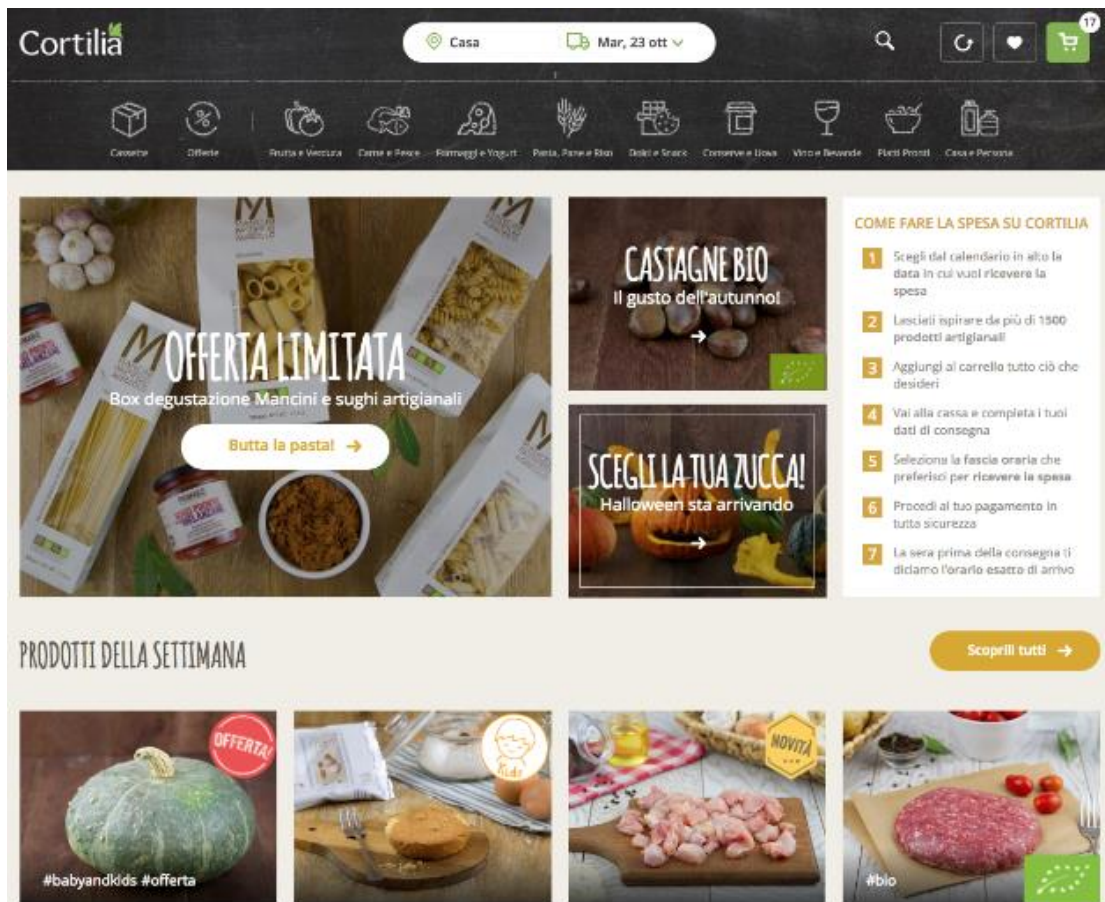 Cortilia
Casa
Mar, 23 ott
17
Cassette
Offerte
Frutta e Verdura
Carne e Pesce
Formaggi e Yogurt
Pasta, Pane e Riso
Dolci e Snack
Conserve e Uova
Vino e Bevande
Piatti Pronti
Casa e Persona
OFFERTA LIMITATA
Box degustazione Mancini e sughi artigianali
Butta la pasta!
CASTAGNE BIO
Il gusto dell'autunno!
SCEGLI LA TUA ZUCCA!
Halloween sta arrivando
COME FARE LA SPESA SU CORTILIA
1 Scegli dal calendario in alto la
data in cui vuoi ricevere la
spesa
2 Lasciati ispirare da più di 1500
prodotti artigianali
3 Aggiungi al carrello tutto ciò che
desideri
4 Vai alla cassa e completa i tuoi
dati di consegna
5 Seleziona la fascia oraria che
preferisci per ricevere la spesa
6 Procedi al tuo pagamento in
tutta sicurezza
7 La sera prima della consegna ti
diciamo l'orario esatto di arrivo
PRODOTTI DELLA SETTIMANA
Scoprili tutti
OFFERTA!
#babyandkids #offerta
Kids
NOVITÀ
#bio